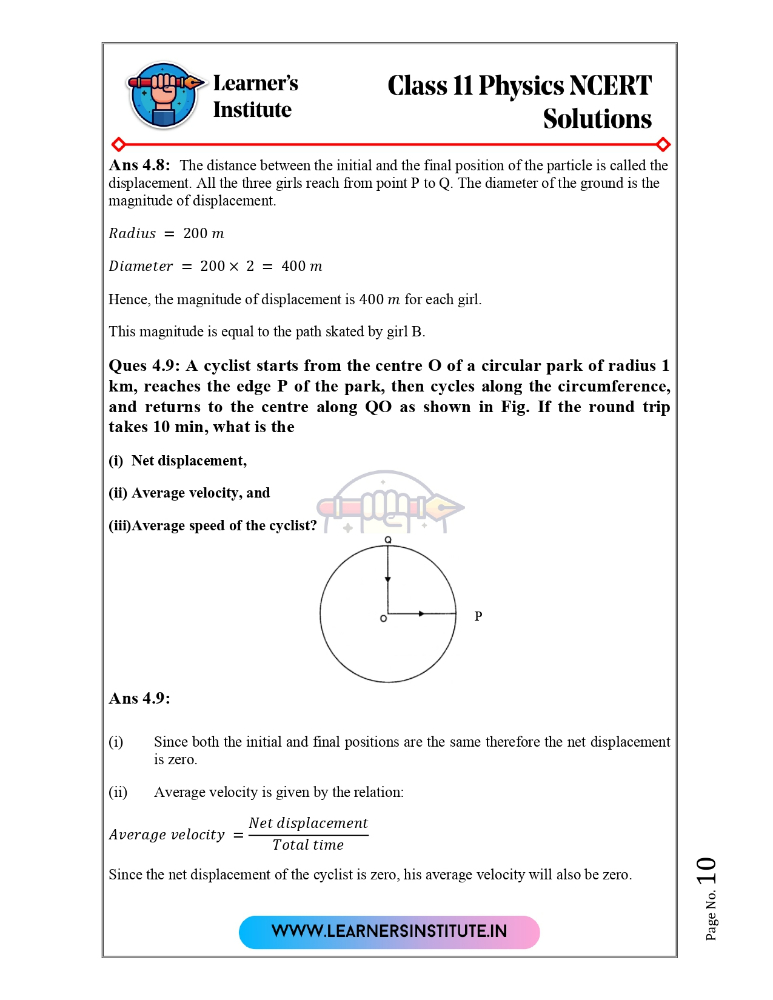 Learner's
Institute
Class 11 Physics NCERT
Solutions
Ans 4.8: The distance between the initial and the final position of the particle is called the
displacement. All the three girls reach from point P to Q. The diameter of the ground is the
magnitude of displacement.
Radius = 200 m
Diameter = 200 × 2 = 400 m
Hence, the magnitude of displacement is 400 m for each girl.
This magnitude is equal to the path skated by girl B.
Ques 4.9: A cyclist starts from the centre O of a circular park of radius 1
km, reaches the edge P of the park, then cycles along the circumference,
and returns to the centre along QO as shown in Fig. If the round trip
takes 10 min, what is the
(i) Net displacement,
(ii) Average velocity, and
(iii)Average speed of the cyclist?
Q
O
P
Ans 4.9:
(i) Since both the initial and final positions are the same therefore the net displacement
is zero.
(ii) Average velocity is given by the relation:
Average velocity = Net displacement
Total time
Since the net displacement of the cyclist is zero, his average velocity will also be zero.
WWW.LEARNERSINSTITUTE.IN
Page No. 10